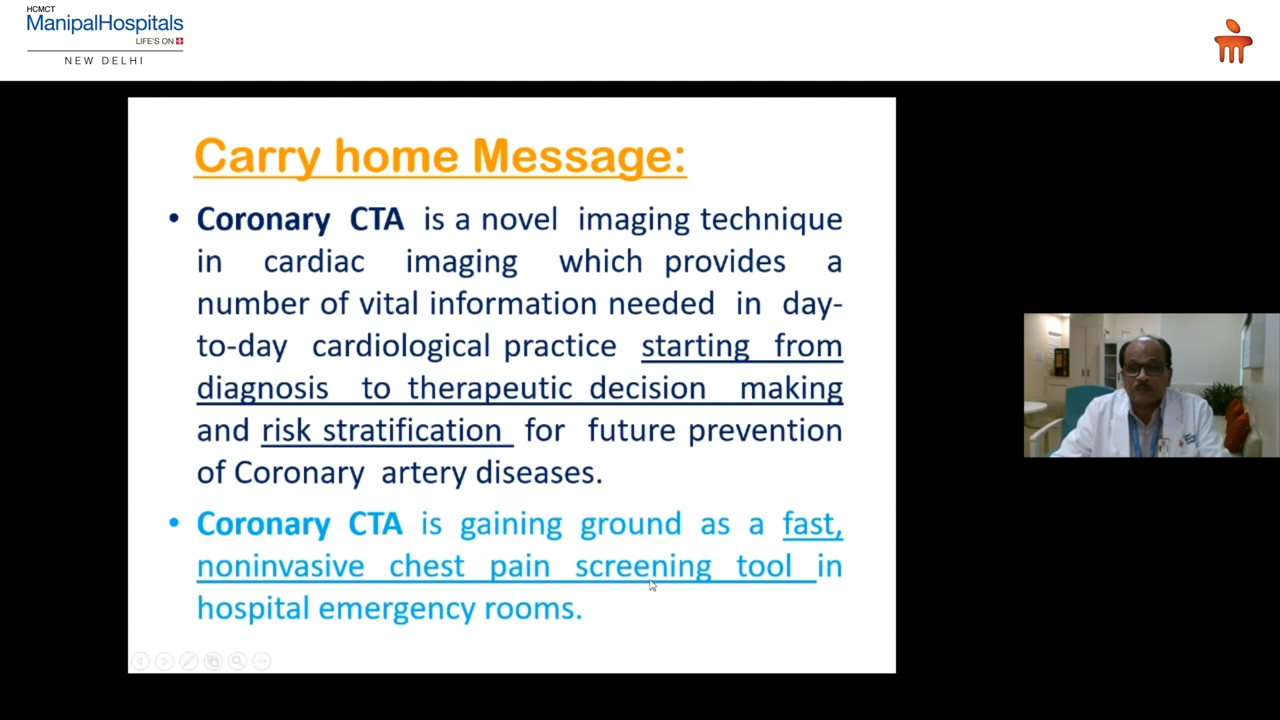 HCMCT
ManipalHospitals
LIFE'S ON
NEW DELHI
Carry home Message:
• Coronary CTA is a novel imaging technique
in cardiac imaging which provides a
number of vital information needed in day-
to-day cardiological practice starting from
diagnosis to therapeutic decision making
and risk stratification for future prevention
of Coronary artery diseases.
• Coronary CTA is gaining ground as a fast,
noninvasive chest pain screening tool in
hospital emergency rooms.